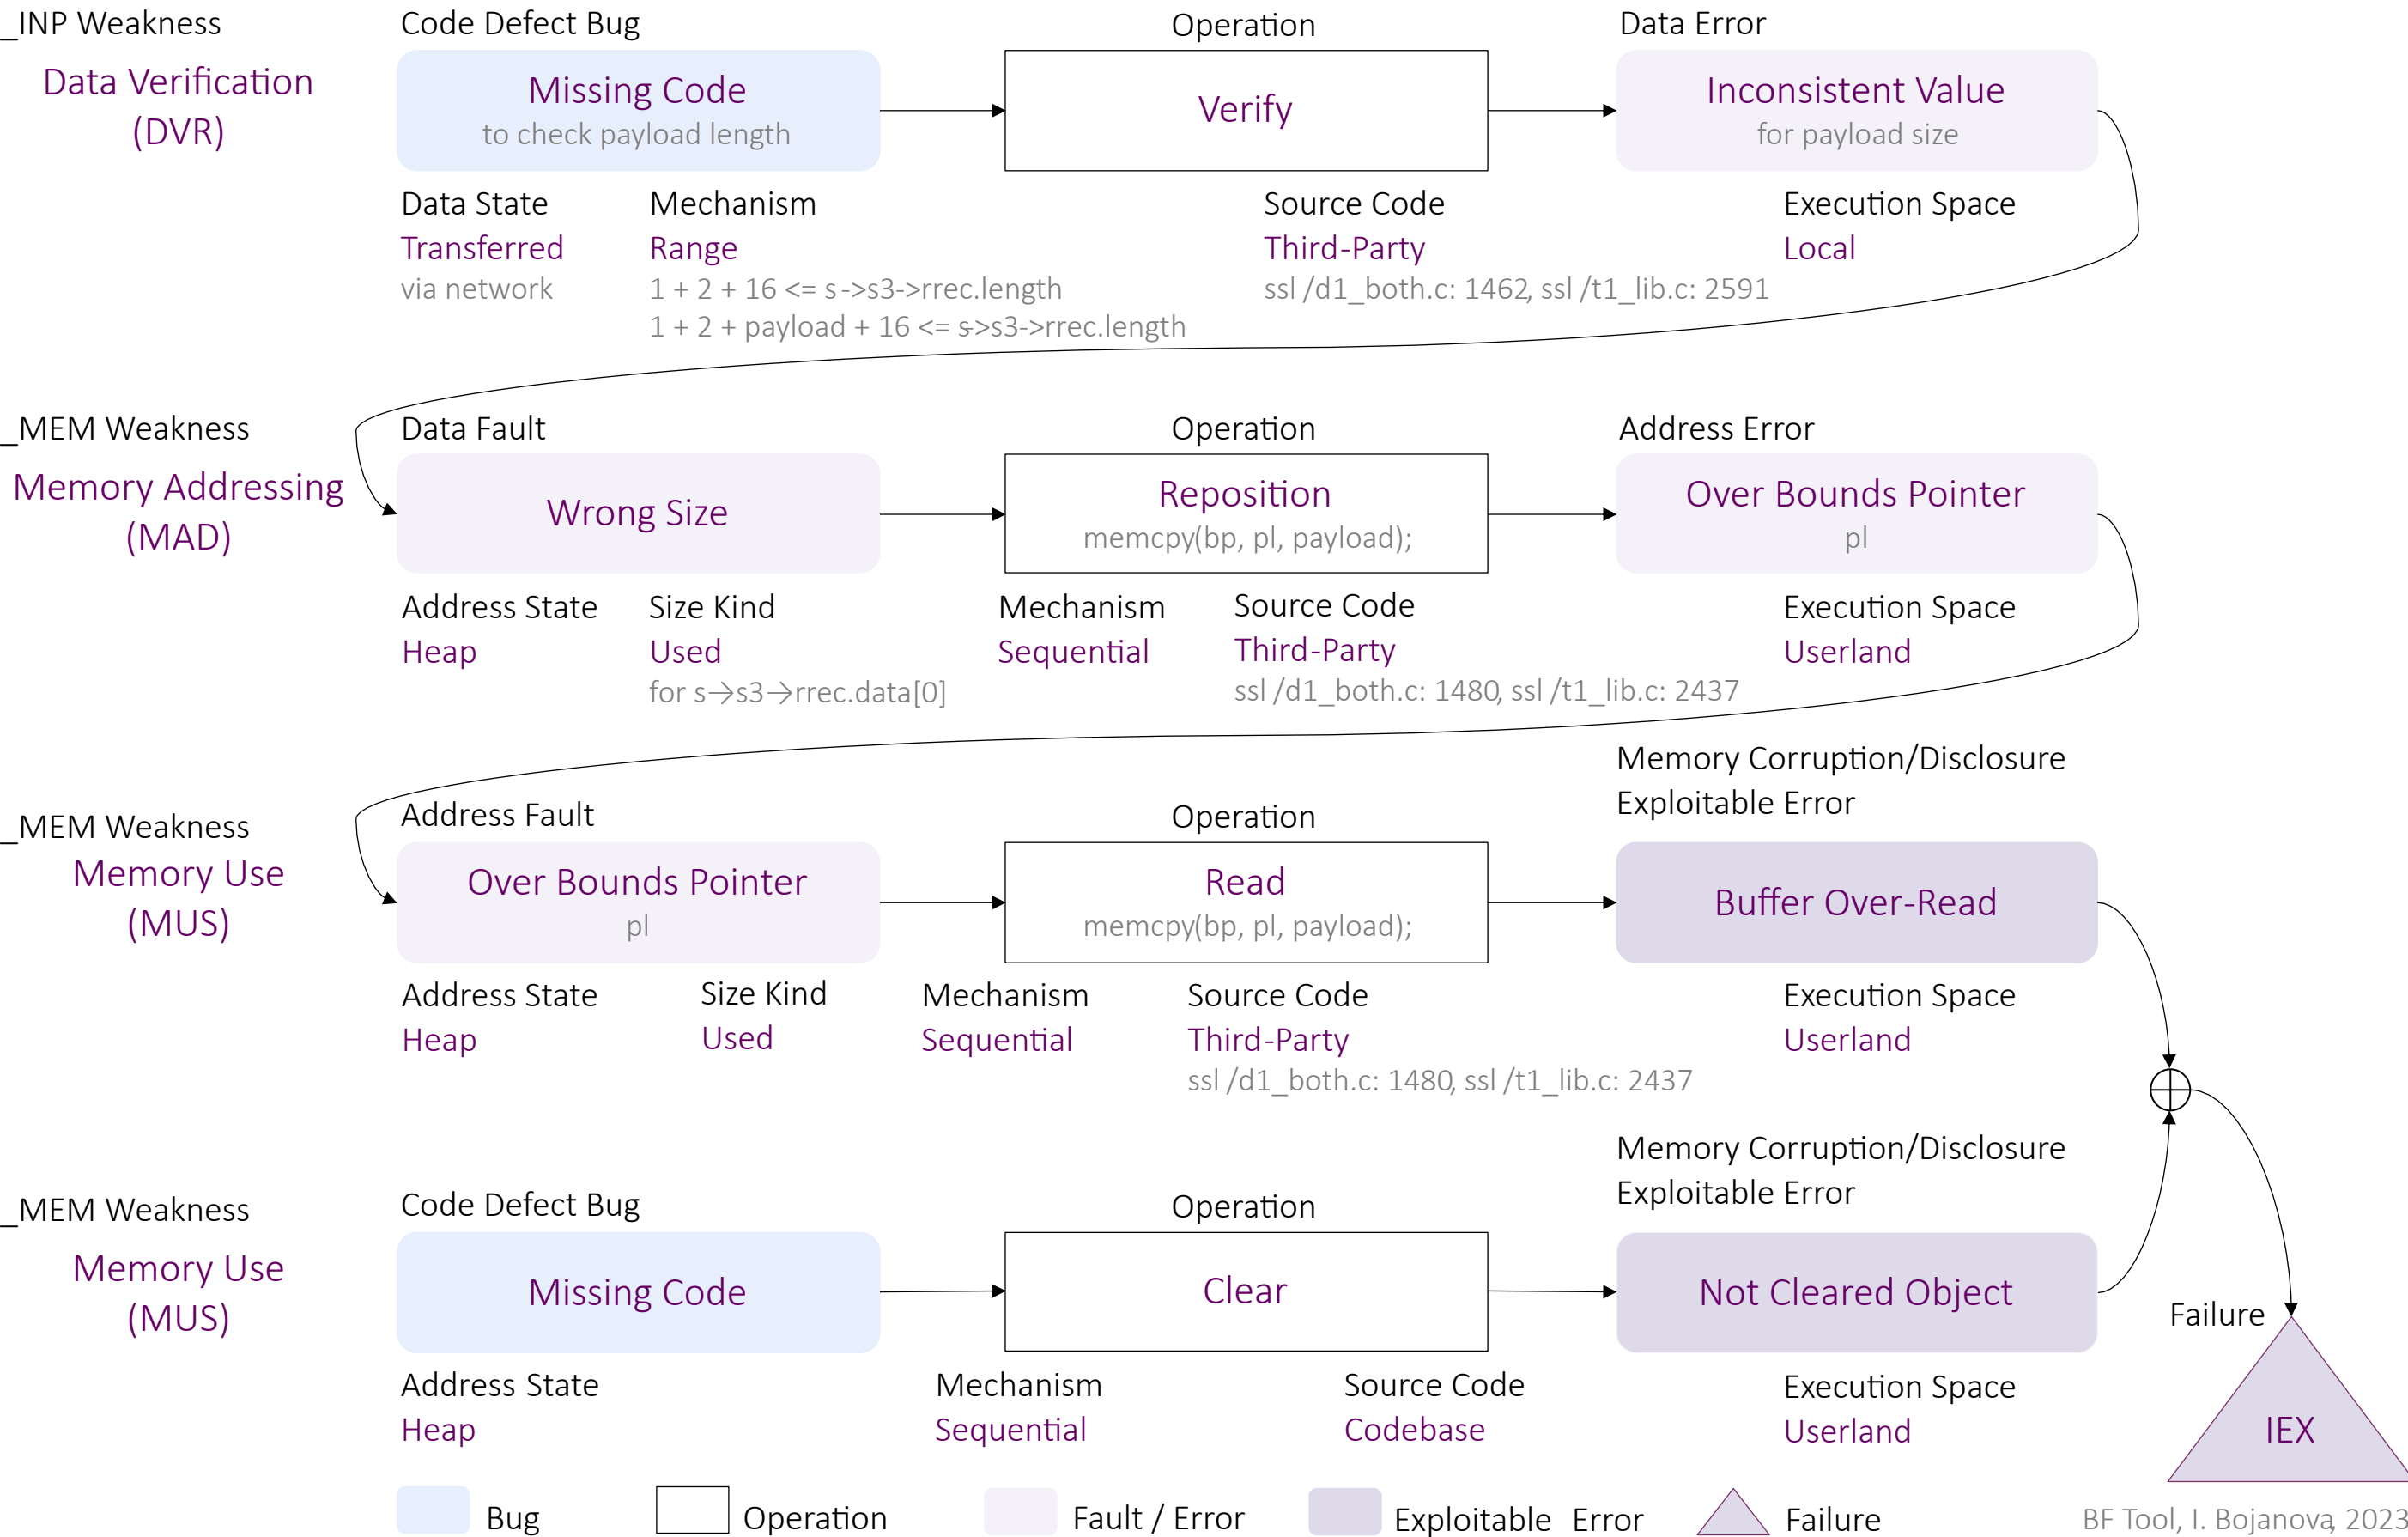 _INP Weakness
Data Verification
(DVR)
Code Defect Bug
Operation
Data Error
Missing Code
to check payload length
Verify
Inconsistent Value
for payload size
Data State
Mechanism
Source Code
Execution Space
Transferred
Range
Third-Party
Local
via network
1 + 2 + 16 <= s->s3->rrec.length
ssl/d1_both.c: 1462, ssl/t1_lib.c: 2591
1 + 2 + payload + 16 <= s->s3->rrec.length
_MEM Weakness
Memory Addressing
(MAD)
Data Fault
Operation
Address Error
Wrong Size
Reposition
memcpy(bp, pl, payload);
Over Bounds Pointer
pl
Address State
Size Kind
Mechanism
Source Code
Execution Space
Heap
Used
Sequential
Third-Party
Userland
for s→s3→rrec.data[0]
ssl/d1_both.c: 1480, ssl/t1_lib.c: 2437
_MEM Weakness
Memory Use
(MUS)
Address Fault
Operation
Memory Corruption/Disclosure
Exploitable Error
Over Bounds Pointer
pl
Read
memcpy(bp, pl, payload);
Buffer Over-Read
Address State
Size Kind
Mechanism
Source Code
Execution Space
Heap
Used
Sequential
Third-Party
Userland
ssl/d1_both.c: 1480, ssl/t1_lib.c: 2437
_MEM Weakness
Memory Use
(MUS)
Code Defect Bug
Operation
Memory Corruption/Disclosure
Exploitable Error
Missing Code
Clear
Not Cleared Object
Failure
IEX
Address State
Mechanism
Source Code
Execution Space
Heap
Sequential
Codebase
Userland
Bug
Operation
Fault / Error
Exploitable Error
Failure
BF Tool, I. Bojanova, 2023